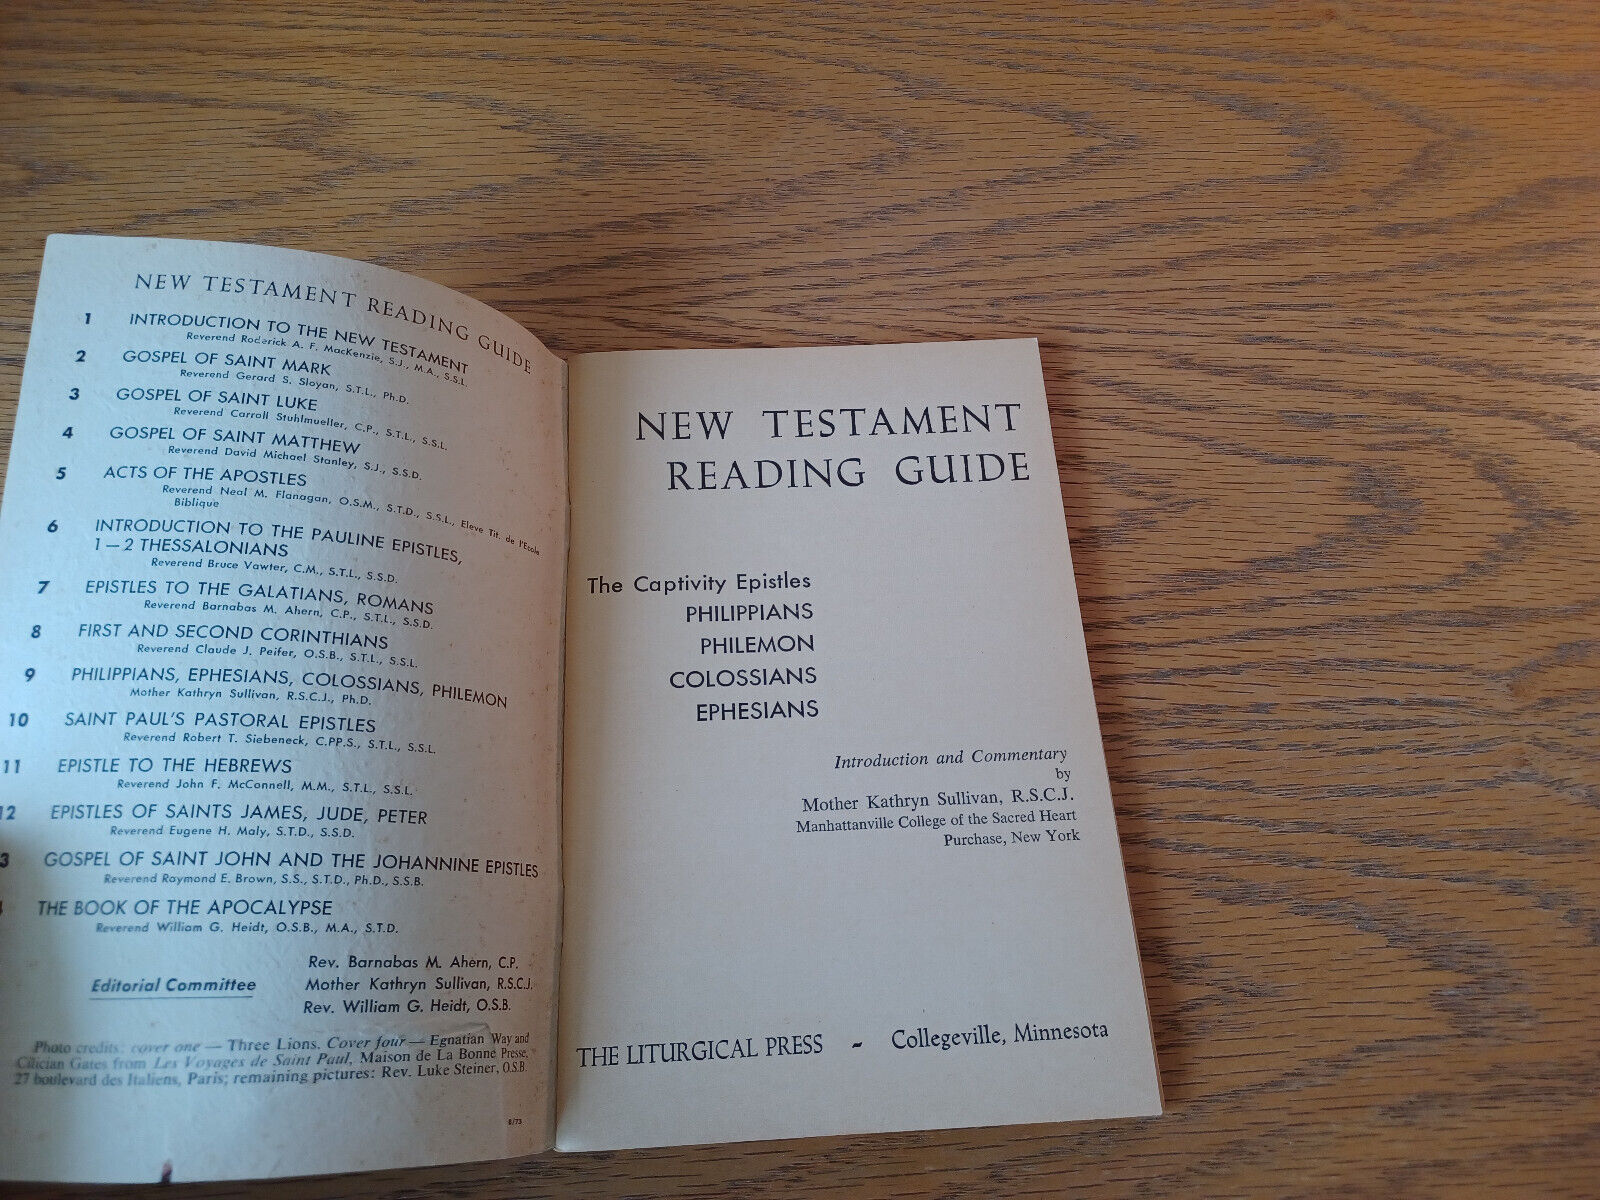 NEW TESTAMENT READING GUIDE
1 INTRODUCTION TO THE NEW TESTAMENT
Reverend Roderick A. F. MacKenzie, S.J., M.A., S.S.L.
2 GOSPEL OF SAINT MARK
Reverend Gerard S. Sloyan, S.T.L., Ph.D.
3 GOSPEL OF SAINT LUKE
Reverend Carroll Stuhlmueller, C.P., S.T.L., S.S.L.
4 GOSPEL OF SAINT MATTHEW
Reverend David Michael Stanley, S.J., S.S.D.
5 ACTS OF THE APOSTLES
Reverend Neal M. Flanagan, O.S.M., S.T.D., S.S.L., Eleve Tit. de l'Ecole
Biblique
6 INTRODUCTION TO THE PAULINE EPISTLES,
1—2 THESSALONIANS
Reverend Bruce Vawter, C.M., S.T.L., S.S.D.
7 EPISTLES TO THE GALATIANS, ROMANS
Reverend Barnabas M. Ahern, C.P., S.T.L., S.S.D.
8 FIRST AND SECOND CORINTHIANS
Reverend Claude J. Peifer, O.S.B., S.T.L., S.S.L.
9 PHILIPPIANS, EPHESIANS, COLOSSIANS, PHILEMON
Mother Kathryn Sullivan, R.S.C.J., Ph.D.
10 SAINT PAUL'S PASTORAL EPISTLES
Reverend Robert T. Siebeneck, C.PP.S., S.T.L., S.S.L.
11 EPISTLE TO THE HEBREWS
Reverend John F. McConnell, M.M., S.T.L., S.S.L.
12 EPISTLES OF SAINTS JAMES, JUDE, PETER
Reverend Eugene H. Maly, S.T.D., S.S.D.
3 GOSPEL OF SAINT JOHN AND THE JOHANNINE EPISTLES
Reverend Raymond E. Brown, S.S., S.T.D., Ph.D., S.S.B.
THE BOOK OF THE APOCALYPSE
Reverend William G. Heidt, O.S.B., M.A., S.T.D.
Rev. Barnabas M. Ahern, C.P.
Editorial Committee Mother Kathryn Sullivan, R.S.C.J.
Rev. William G. Heidt, O.S.B.
Photo credits: cover one — Three Lions. Cover four — Egnatian Way and
Cilician Gates from Les Voyages de Saint Paul, Maison de La Bonne Presse,
27 boulevard des Italiens, Paris; remaining pictures: Rev. Luke Steiner, O.S.B.
8/73
NEW TESTAMENT
READING GUIDE
The Captivity Epistles
PHILIPPIANS
PHILEMON
COLOSSIANS
EPHESIANS
Introduction and Commentary
by
Mother Kathryn Sullivan, R.S.C.J.
Manhattanville College of the Sacred Heart
Purchase, New York
THE LITURGICAL PRESS - Collegeville, Minnesota